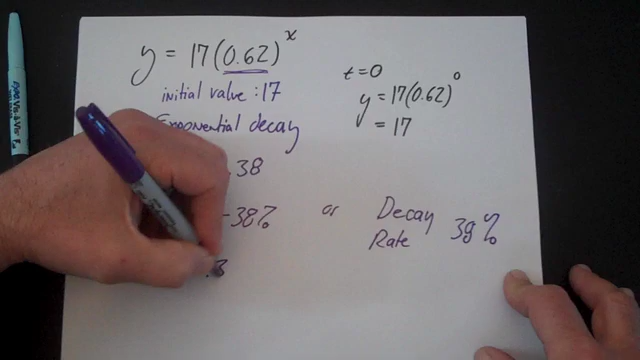 y = 17(0.62)^x
initial value : 17
Exponential decay
.38
-38%
.3
t = 0
y = 17(0.62)^0
= 17
or Decay Rate 38%